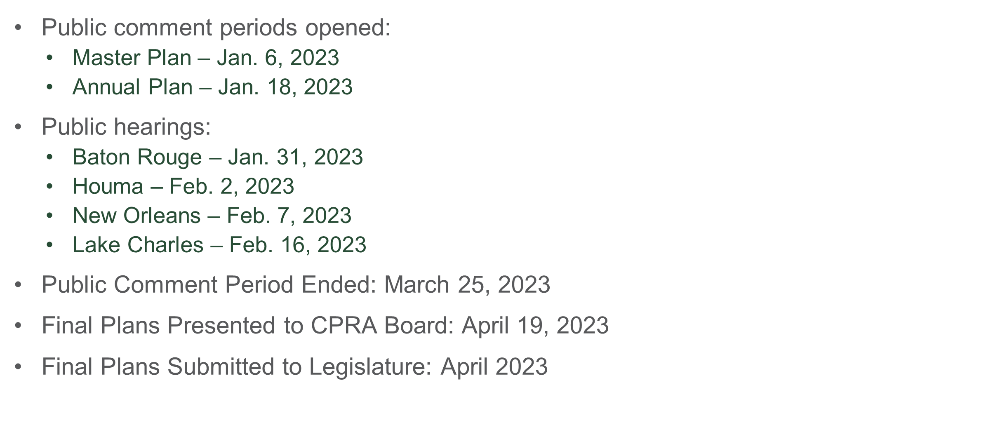 • Public comment periods opened:
• Master Plan – Jan. 6, 2023
• Annual Plan – Jan. 18, 2023
• Public hearings:
• Baton Rouge – Jan. 31, 2023
• Houma – Feb. 2, 2023
• New Orleans – Feb. 7, 2023
• Lake Charles – Feb. 16, 2023
• Public Comment Period Ended: March 25, 2023
• Final Plans Presented to CPRA Board: April 19, 2023
• Final Plans Submitted to Legislature: April 2023